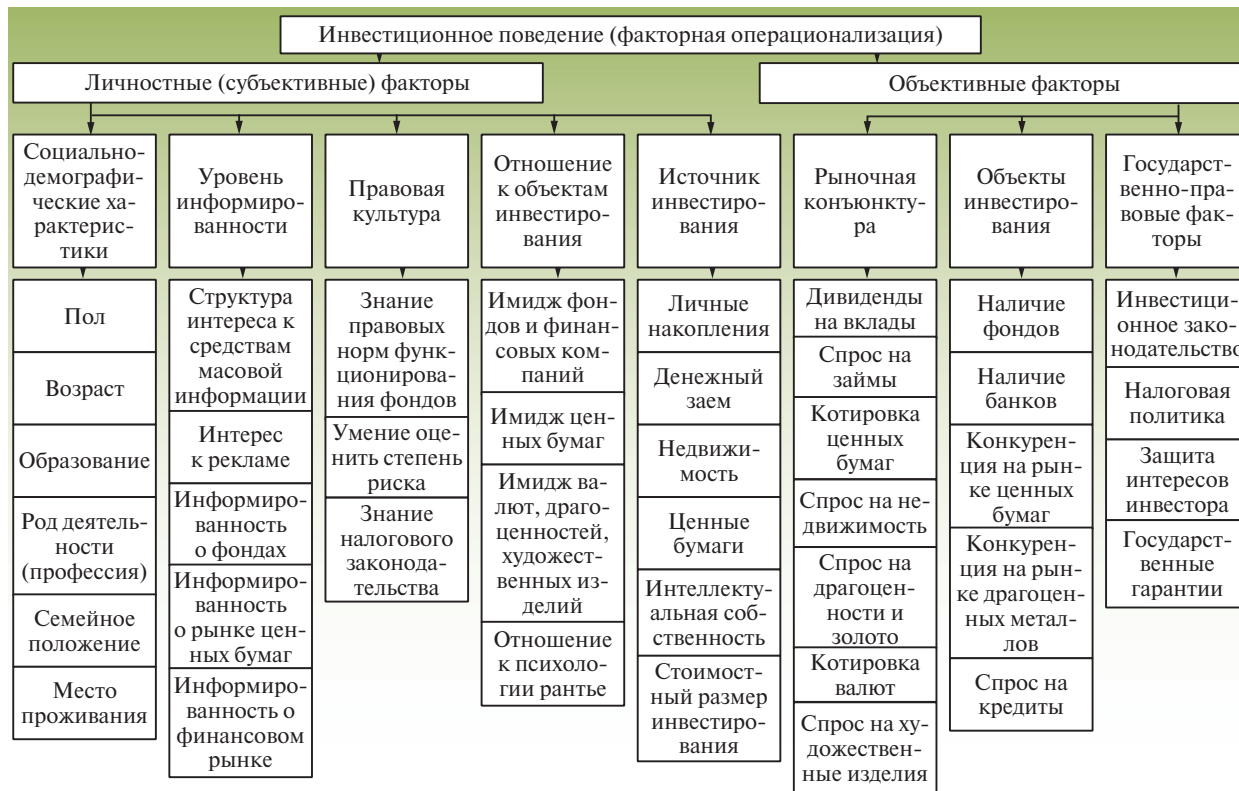 Инвестиционное поведение (факторная операционализация)
Личностные (субъективные) факторы
Объективные факторы
Социально-
демографи-
ческие ха-
рактерис-
тики
Уровень
информиро-
ванности
Правовая
культура
Отношение
к объектам
инвестиро-
вания
Источник
инвестиро-
вания
Рыночная
конъюнкту-
ра
Объекты
инвестиро-
вания
Государст-
венно-пра-
вовые фак-
торы
Пол
Возраст
Образование
Род деятель-
ности
(профессия)
Семейное
положение
Место
проживания
Структура
интереса к
средствам
массовой
информации
Интерес
к рекламе
Информиро-
ванность
о фондах
Информиро-
ванность
о рынке цен-
ных бумаг
Информиро-
ванность о
финансовом
рынке
Знание
правовых
норм функ-
ционирова-
ния фондов
Умение оце-
нить степень
риска
Знание
налогового
законода-
тельства
Имидж фон-
дов и финан-
совых ком-
паний
Имидж цен-
ных бумаг
Имидж ва-
лют, драго-
ценностей,
художест-
венных из-
делий
Отношение
к психоло-
гии рантье
Личные
накопления
Денежный
заем
Недвижи-
мость
Ценные
бумаги
Интеллекту-
альная соб-
ственность
Стоимост-
ный размер
инвестиро-
вания
Дивиденды
на вклады
Спрос на
займы
Котировка
ценных
бумаг
Спрос на не-
движимость
Спрос на
драгоцен-
ности и
золото
Котировка
валют
Спрос на ху-
дожествен-
ные изделия
Наличие
фондов
Наличие
банков
Конкурен-
ция на рын-
ке ценных
бумаг
Конкурен-
ция на рын-
ке драгоцен-
ных метал-
лов
Спрос на
кредиты
Инвестици-
онное зако-
нодательство
Налоговая
политика
Защита
интересов
инвестора
Государст-
венные
гарантии